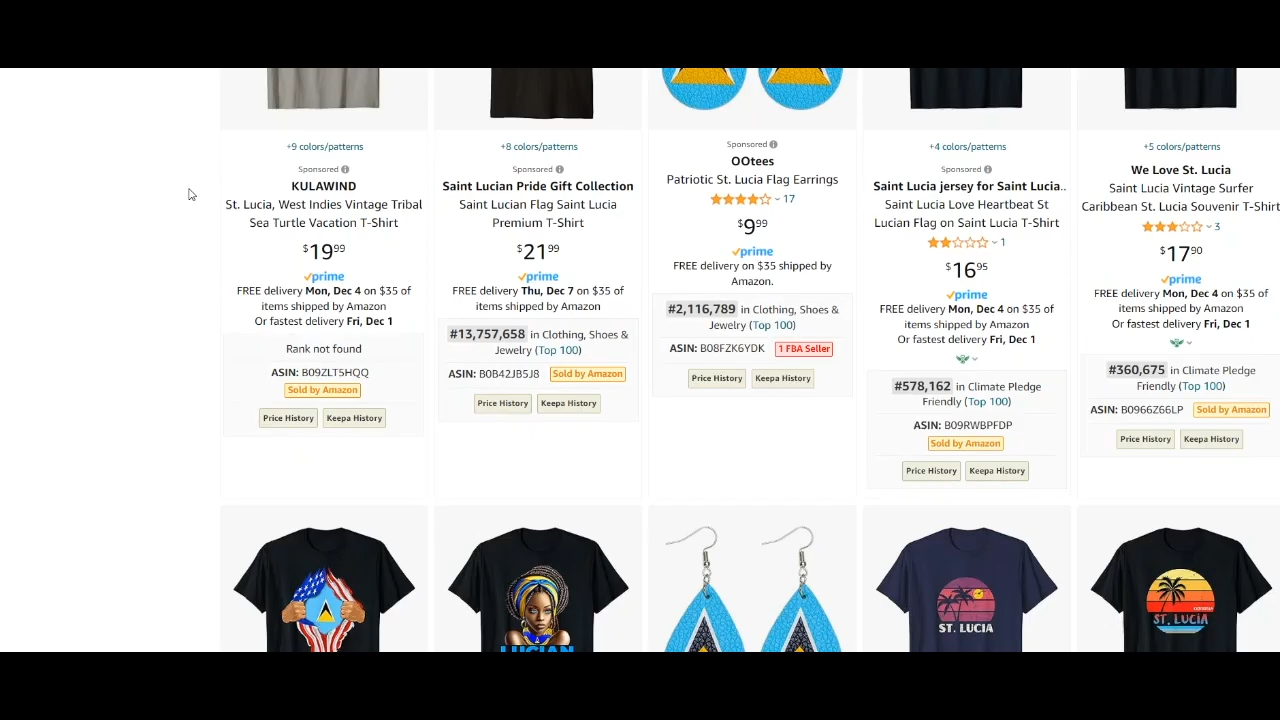 +9 colors/patterns
Sponsored
KULAWIND
St. Lucia, West Indies Vintage Tribal
Sea Turtle Vacation T-Shirt
$19.99
prime
FREE delivery Mon, Dec 4 on $35 of
items shipped by Amazon
Or fastest delivery Fri, Dec 1
Rank not found
ASIN: B09ZLT5HQQ
Sold by Amazon
Price History Keepa History
+8 colors/patterns
Sponsored
Saint Lucian Pride Gift Collection
Saint Lucian Flag Saint Lucia
Premium T-Shirt
$21.99
prime
FREE delivery Thu, Dec 7 on $35 of
items shipped by Amazon
#13,757,658 in Clothing, Shoes &
Jewelry (Top 100)
ASIN: B0B42JB5J8 Sold by Amazon
Price History Keepa History
Sponsored
OOtees
Patriotic St. Lucia Flag Earrings
17
$9.99
prime
FREE delivery on $35 shipped by
Amazon.
#2,116,789 in Clothing, Shoes &
Jewelry (Top 100)
ASIN: B08FZK6YDK 1 FBA Seller
Price History Keepa History
+4 colors/patterns
Sponsored
Saint Lucia jersey for Saint Lucia..
Saint Lucia Love Heartbeat St
Lucian Flag on Saint Lucia T-Shirt
1
$16.95
prime
FREE delivery Mon, Dec 4 on $35 of
items shipped by Amazon
Or fastest delivery Fri, Dec 1
#578,162 in Climate Pledge
Friendly (Top 100)
ASIN: B09RWBPFDP
Sold by Amazon
Price History Keepa History
+5 colors/patterns
We Love St. Lucia
Saint Lucia Vintage Surfer
Caribbean St. Lucia Souvenir T-Shirt
3
$17.90
prime
FREE delivery Mon, Dec 4 on $35 of
items shipped by Amazon
Or fastest delivery Fri, Dec 1
#360,675 in Climate Pledge
Friendly (Top 100)
ASIN: B0966Z66LP Sold by Amazon
Price History Keepa History
LUCIAN
ST. LUCIA
ST. LUCIA